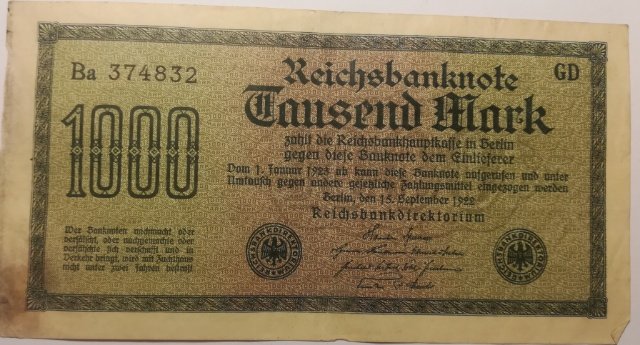 Ba 374832
Reichsbanknote
GD
Tausend Mark
1000
zahlt die Reichsbankhauptkasse in Berlin
gegen diese Banknote dem Einlieferer
Vom 1. Januar 1923 ab kann diese Banknote aufgerufen und unter
Umtausch gegen andere gesetzliche Zahlungsmittel eingezogen werden
Berlin, den 15. September 1922
Reichsbankdirektorium
Wer Banknoten nachmacht oder
verfälscht, oder nachgemachte oder
verfälschte sich verschafft und in
Verkehr bringt, wird mit Zuchthaus
nicht unter zwei Jahren bestraft
REICHSBANKDIREKTORIUM
REICHSBANKDIREKTORIUM